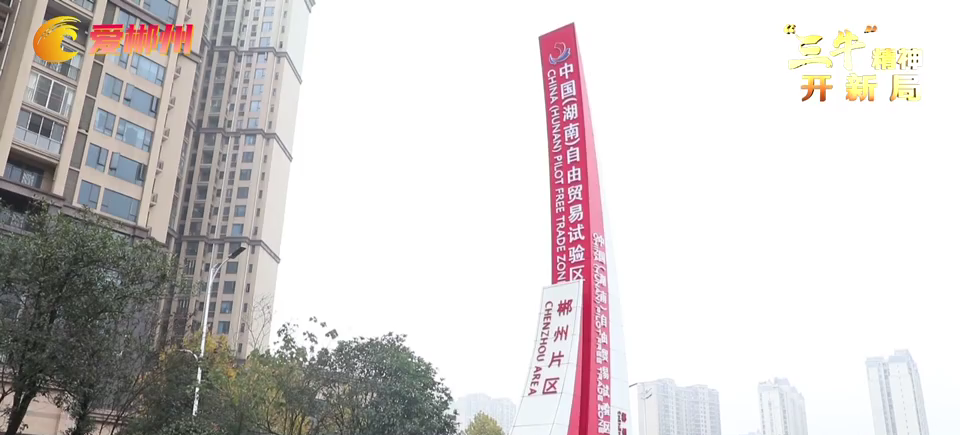 爱郴州
“三牛”精神
开新局
中国(湖南)自由贸易试验区
CHINA (HUNAN) PILOT FREE TRADE ZON
郴州片区
CHENZHOU AREA